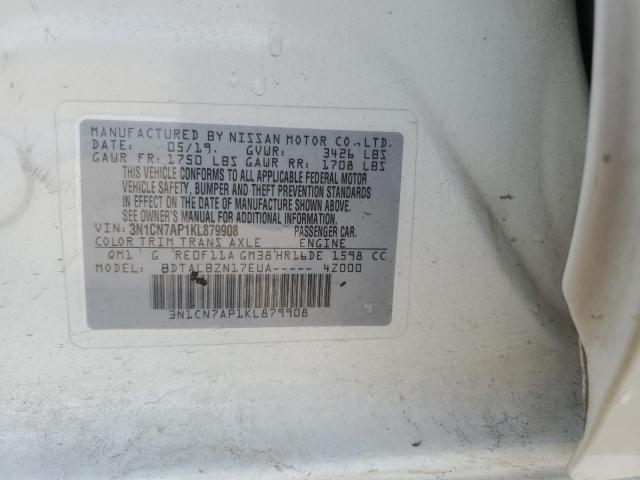 MANUFACTURED BY NISSAN MOTOR CO., LTD.
DATE: 05/19. GVWR: 3426 LBS
GAWR FR: 1750 LBS GAWR RR: 1708 LBS
THIS VEHICLE CONFORMS TO ALL APPLICABLE FEDERAL MOTOR
VEHICLE SAFETY, BUMPER AND THEFT PREVENTION STANDARDS
IN EFFECT ON THE DATE OF MANUFACTURE SHOWN ABOVE.
SEE OWNER'S MANUAL FOR ADDITIONAL INFORMATION.
VIN: 3N1CN7AP1KL879908 PASSENGER CAR.
COLOR TRIM TRANS AXLE ENGINE
QM1 G RE0F11A GM38 HR16DE 1598 CC
MODEL: BDTALBZN17EUA----- 4Z000
3N1CN7AP1KL879908